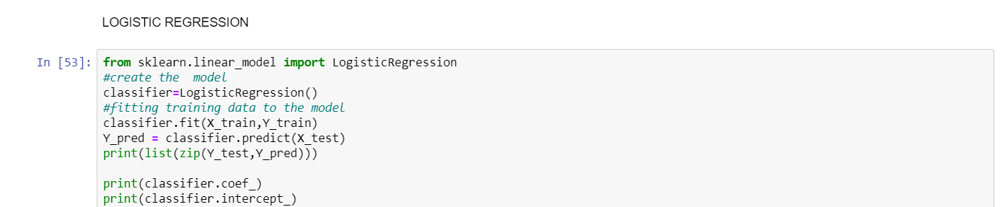 LOGISTIC REGRESSION
In [53]: from sklearn.linear_model import LogisticRegression
#create the  model
classifier=LogisticRegression()
#fitting training data to the model
classifier.fit(X_train,Y_train)
Y_pred = classifier.predict(X_test)
print(list(zip(Y_test,Y_pred)))
print(classifier.coef_)
print(classifier.intercept_)